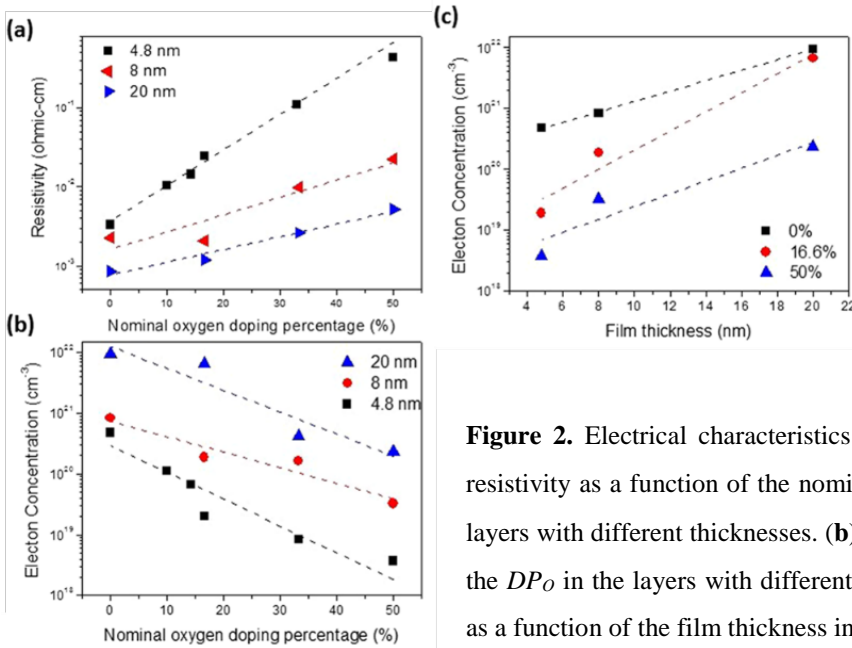 (a)
4.8 nm
8 nm
20 nm
10⁻¹
10⁻²
10⁻³
Resistivity (ohmic-cm)
0 10 20 30 40 50
Nominal oxygen doping percentage (%)
(b)
10²²
10²¹
10²⁰
10¹⁹
10¹⁸
20 nm
8 nm
4.8 nm
Electon Concentration (cm⁻³)
0 10 20 30 40 50
Nominal oxygen doping percentage (%)
(c)
10²²
10²¹
10²⁰
10¹⁹
10¹⁸
Electon Concentration (cm⁻³)
0%
16.6%
50%
4 6 8 10 12 14 16 18 20 22
Film thickness (nm)
Figure 2. Electrical characteristics
resistivity as a function of the nomi
layers with different thicknesses. (b)
the DPO in the layers with different
as a function of the film thickness in